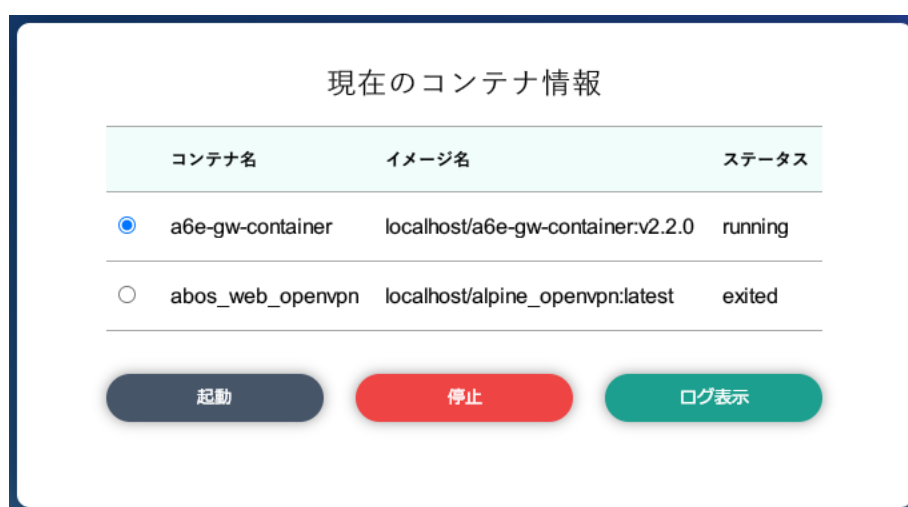 現在のコンテナ情報
コンテナ名 イメージ名 ステータス
a6e-gw-container localhost/a6e-gw-container:v2.2.0 running
abos_web_openvpn localhost/alpine_openvpn:latest exited
起動 停止 ログ表示